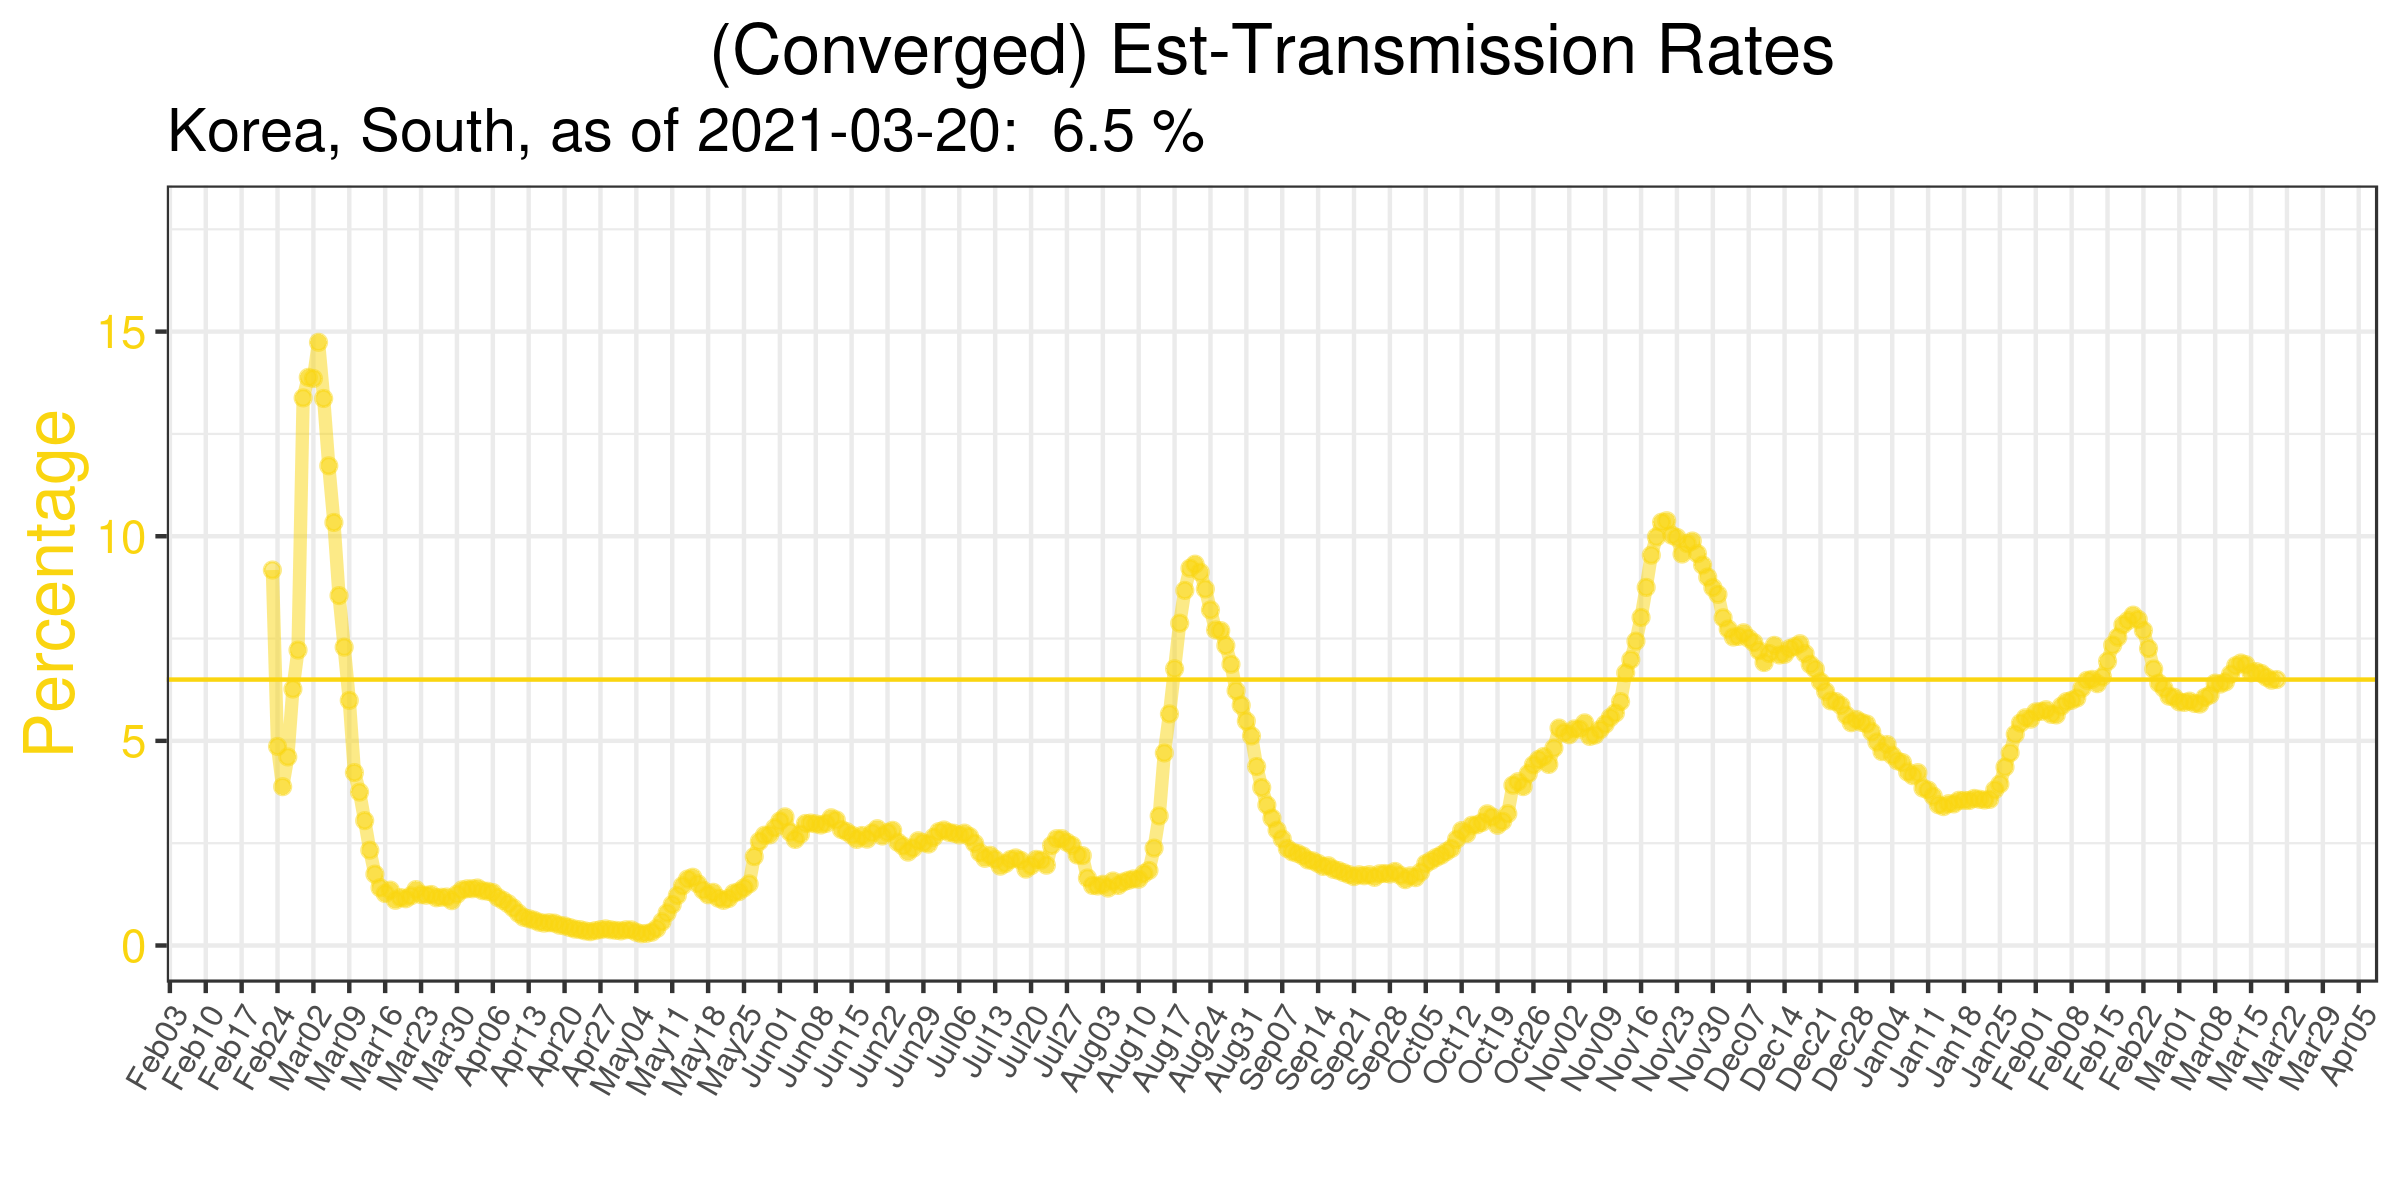 (Converged) Est-Transmission Rates
Korea, South, as of 2021-03-20:  6.5 %
Percentage
15
10
5
0
Feb03
Feb10
Feb17
Feb24
Mar02
Mar09
Mar16
Mar23
Mar30
Apr06
Apr13
Apr20
Apr27
May04
May11
May18
May25
Jun01
Jun08
Jun15
Jun22
Jun29
Jul06
Jul13
Jul20
Jul27
Aug03
Aug10
Aug17
Aug24
Aug31
Sep07
Sep14
Sep21
Sep28
Oct05
Oct12
Oct19
Oct26
Nov02
Nov09
Nov16
Nov23
Nov30
Dec07
Dec14
Dec21
Dec28
Jan04
Jan11
Jan18
Jan25
Feb01
Feb08
Feb15
Feb22
Mar01
Mar08
Mar15
Mar22
Mar29
Apr05